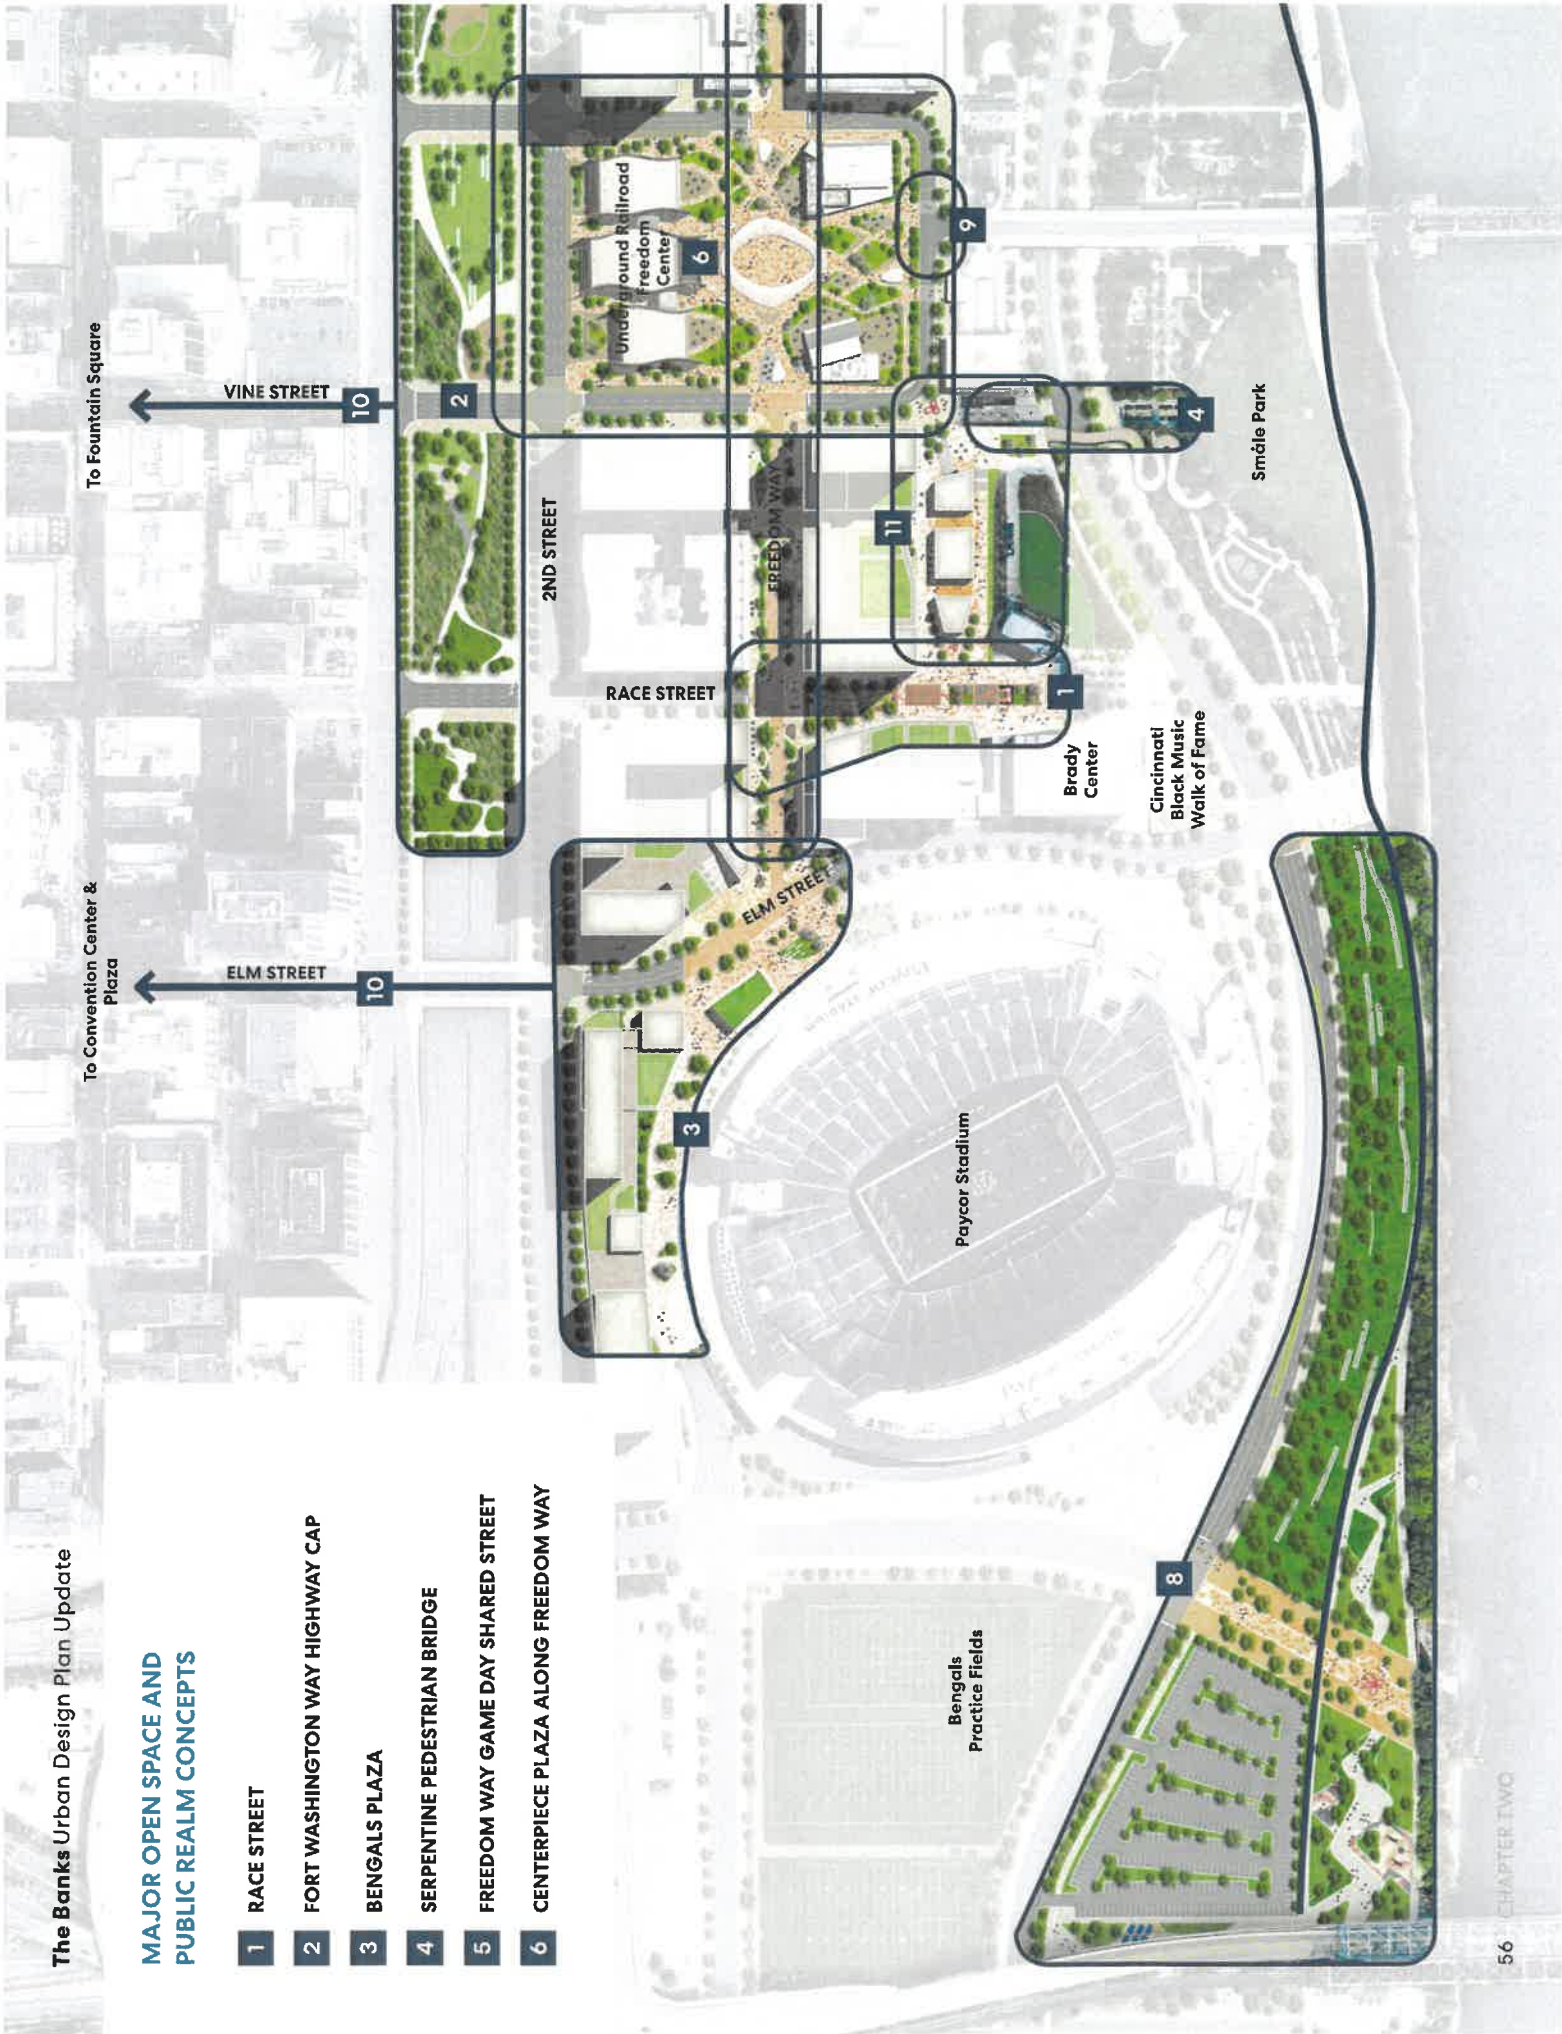 The Banks Urban Design Plan Update
MAJOR OPEN SPACE AND
PUBLIC REALM CONCEPTS
1 RACE STREET
2 FORT WASHINGTON WAY HIGHWAY CAP
3 BENGALS PLAZA
4 SERPENTINE PEDESTRIAN BRIDGE
5 FREEDOM WAY GAME DAY SHARED STREET
6 CENTERPIECE PLAZA ALONG FREEDOM WAY
To Convention Center &
Plaza
ELM STREET
10
To Fountain Square
VINE STREET
10
2
2ND STREET
RACE STREET
Underground Railroad
Freedom
Center
6
FREEDOM WAY
ELM STREET
3
11
9
4
1
Smale Park
Brady
Center
Cincinnati
Black Music
Walk of Fame
Paycor Stadium
Bengals
Practice Fields
8
56 CHAPTER TWO